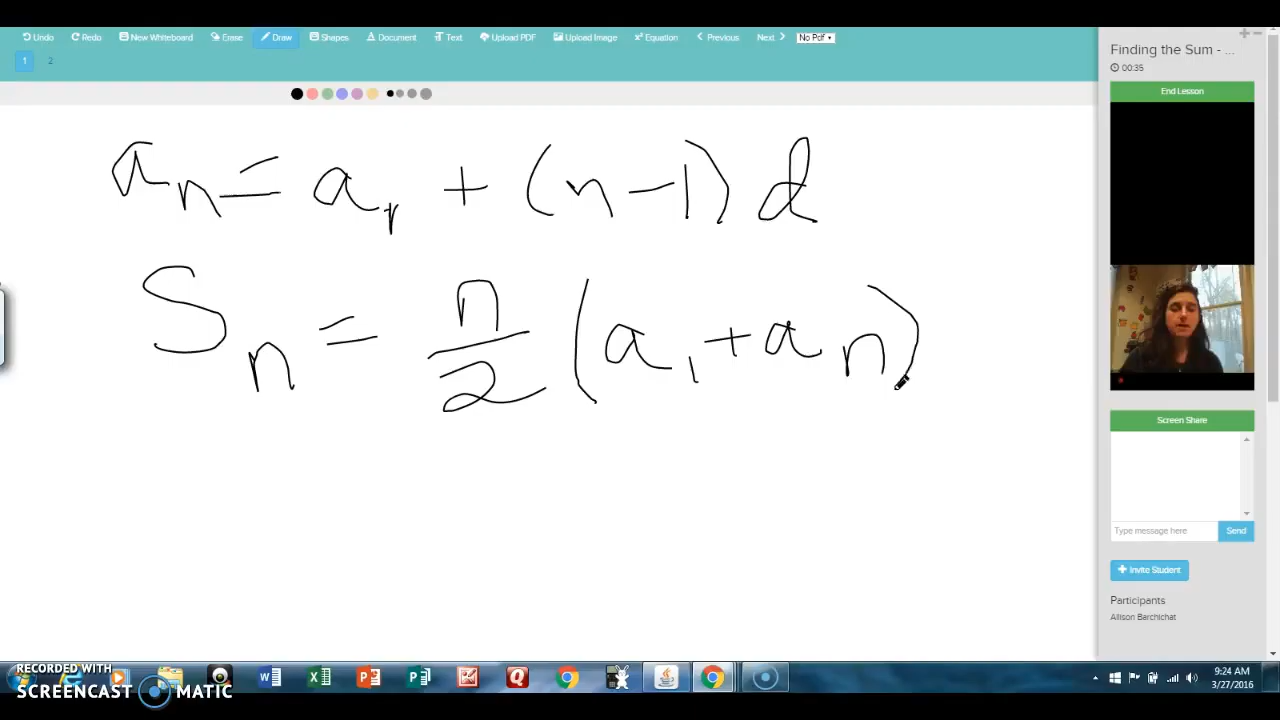 Undo Redo New Whiteboard Erase Draw Shapes Document Text Upload PDF Upload Image x² Equation Previous Next No Pdf
1 2
Finding the Sum - ...
00:35
End Lesson
aₙ = a₁ + (n-1)d
Sₙ = n/2 (a₁ + aₙ)
Screen Share
Type message here Send
Invite Student
Participants
Allison Barchichat
RECORDED WITH
SCREENCAST MATIC
9:24 AM
3/27/2016